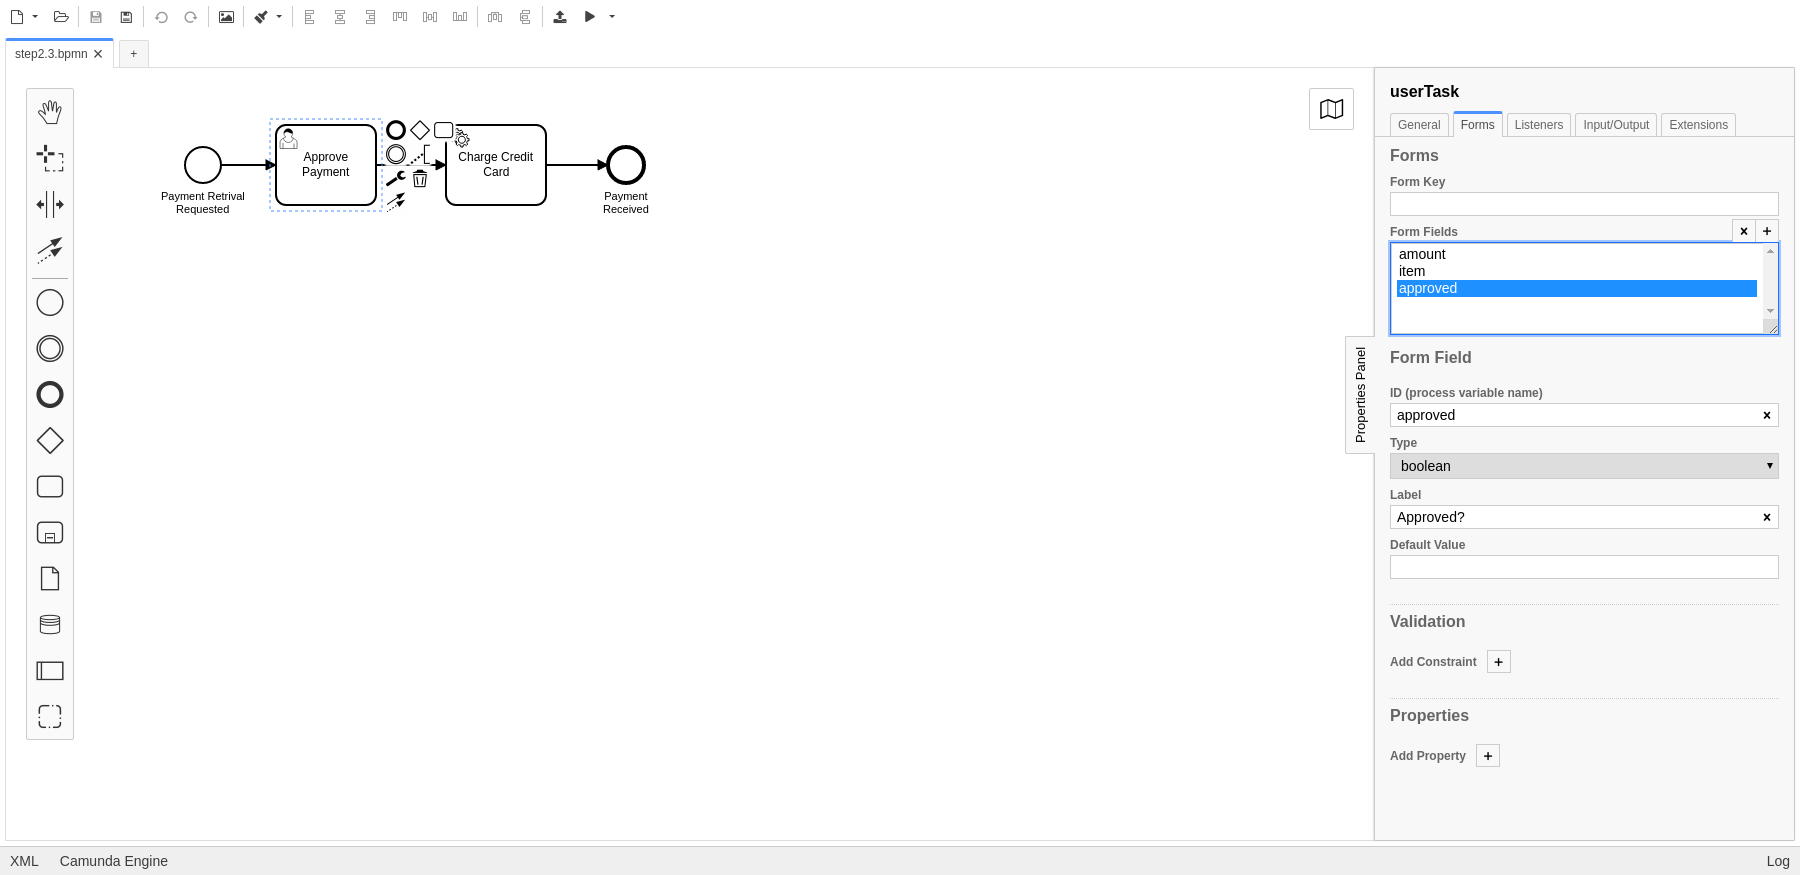 step2.3.bpmn
+
Payment Retrival
Requested
Approve
Payment
Charge Credit
Card
Payment
Received
Properties Panel
userTask
General
Forms
Listeners
Input/Output
Extensions
Forms
Form Key
Form Fields
amount
item
approved
Form Field
ID (process variable name)
approved
Type
boolean
Label
Approved?
Default Value
Validation
Add Constraint +
Properties
Add Property +
XML
Camunda Engine
Log